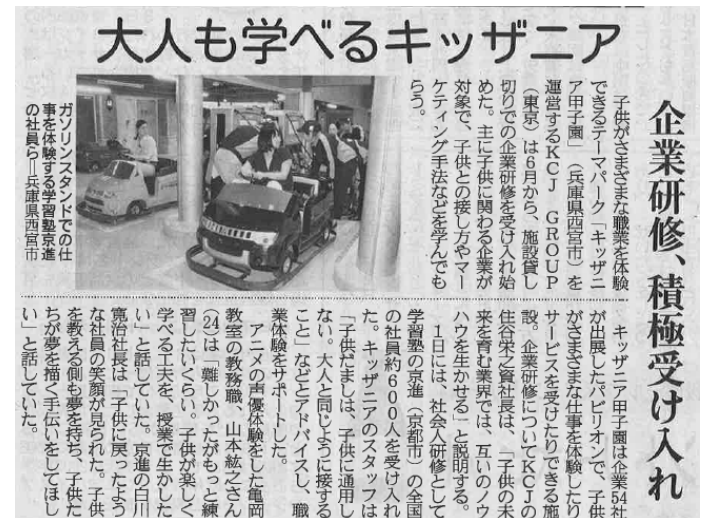 大人も学べるキッザニア
企業研修、積極受け入れ
子供がさまざまな職業を体験
できるテーマパーク「キッザニ
ア甲子園」（兵庫県西宮市）を
運営するKCJ GROUP
（東京）は6月から、施設貸し
切りでの企業研修を受け入れ始
めた。主に子供に関わる企業が
対象で、子供との接し方やマー
ケティング手法などを学んでも
らう。
ガソリンスタンドでの仕
事を体験する学習塾京進
の社員ら＝兵庫県西宮市
キッザニア甲子園は企業54社
が出展したパビリオンで、子供
がさまざまな仕事を体験したり
サービスを受けたりできる施
設。企業研修についてKCJの
住谷栄之資社長は、「子供の未
来を育む業界では、互いのノウ
ハウを生かせる」と説明する。
1日には、社会人研修として
学習塾の京進（京都市）の全国
の社員約600人を受け入れ
た。キッザニアのスタッフは
「子供だましは、子供に通用し
ない。大人と同じように接する
こと」などとアドバイスし、職
業体験をサポートした。
アニメの声優体験をした亀岡
教室の教務職、山本紘之さん
（24）は「難しかったがもっと練
習したいくらい。子供が楽しく
学べる工夫を、授業で生かした
い」と話していた。京進の白川
寛治社長は「子供に戻ったよう
な社員の笑顔が見られた。子供
を教える側も夢を持ち、子供た
ちが夢を描く手伝いをしてほし
い」と話していた。